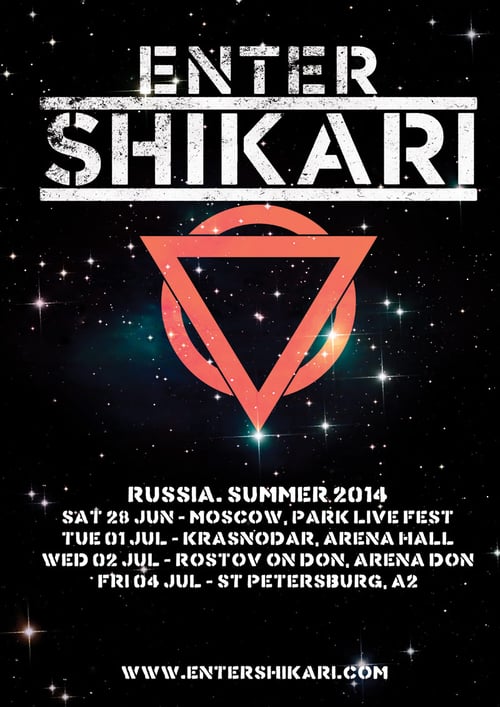 ENTER
SHIKARI
RUSSIA. SUMMER 2014
SAT 28 JUN - MOSCOW, PARK LIVE FEST
TUE 01 JUL - KRASNODAR, ARENA HALL
WED 02 JUL - ROSTOV ON DON, ARENA DON
FRI 04 JUL - ST PETERSBURG, A2
WWW.ENTERSHIKARI.COM